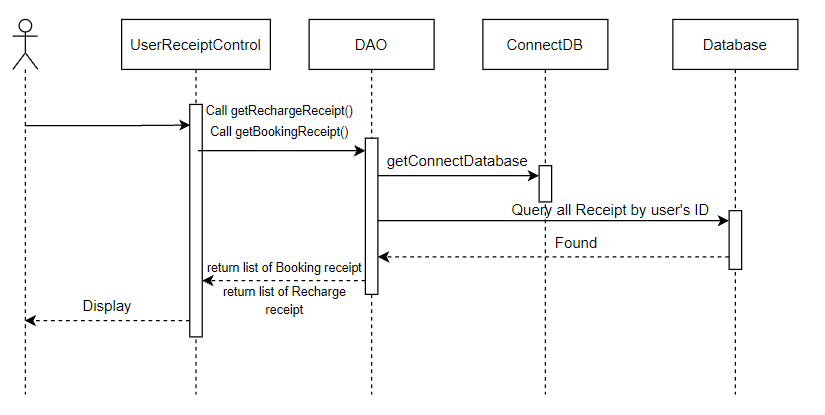 UserReceiptControl
DAO
ConnectDB
Database
Call getRechargeReceipt()
Call getBookingReceipt()
getConnectDatabase
Query all Receipt by user's ID
Found
return list of Booking receipt
return list of Recharge
receipt
Display